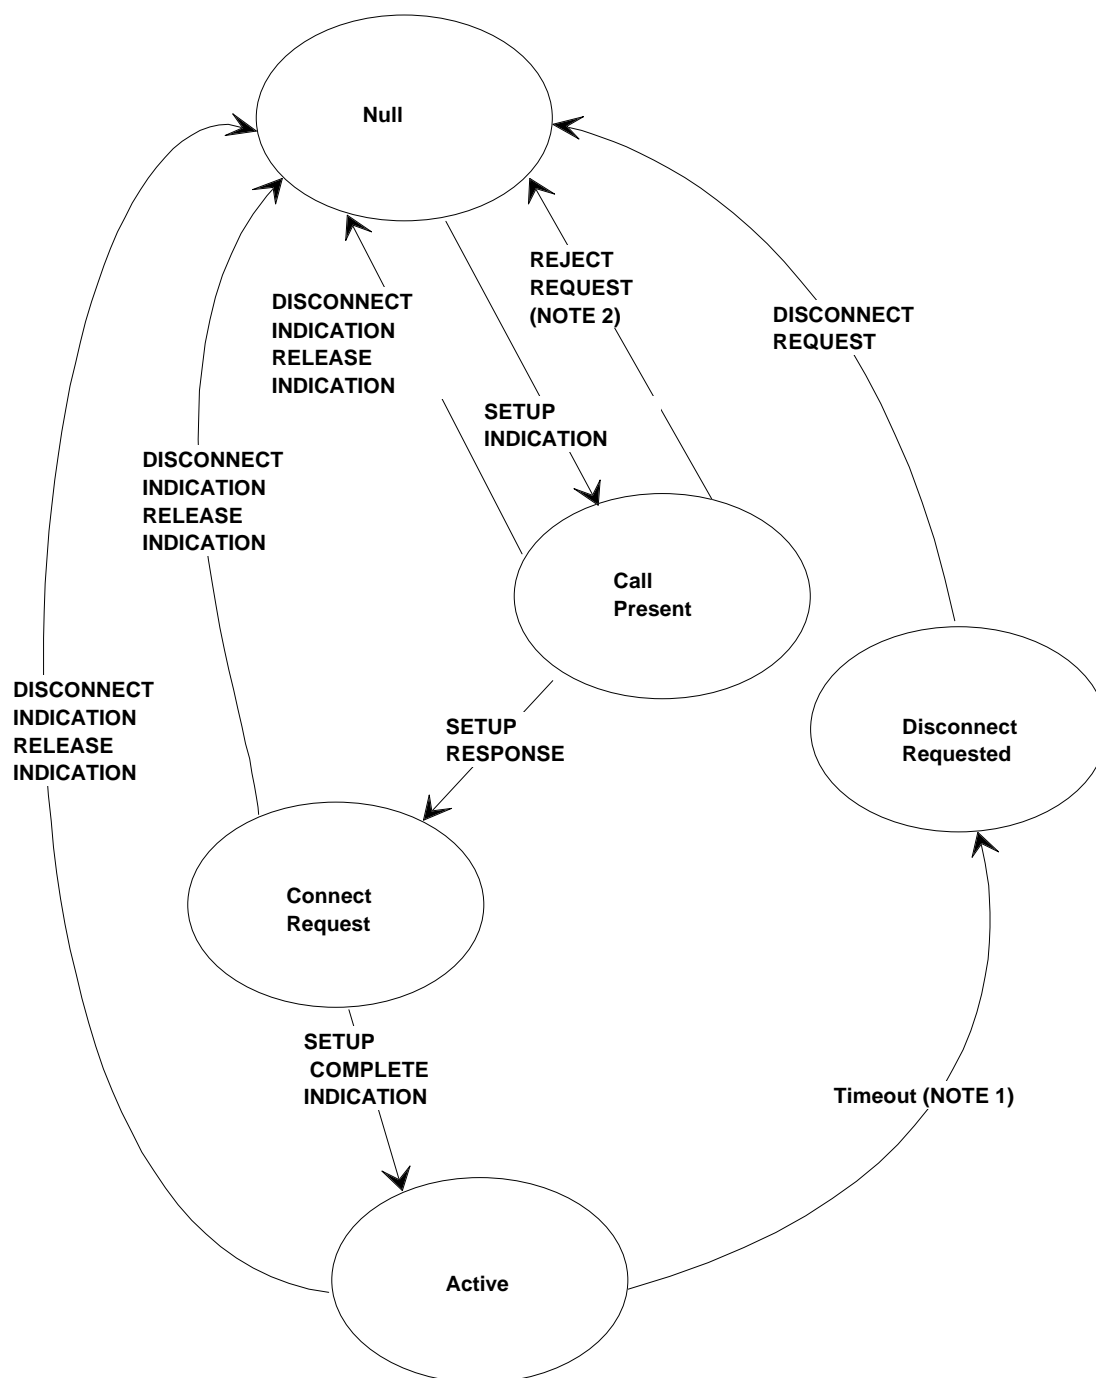 Null
REJECT
REQUEST
(NOTE 2)
DISCONNECT
INDICATION
RELEASE
INDICATION
DISCONNECT
REQUEST
SETUP
INDICATION
DISCONNECT
INDICATION
RELEASE
INDICATION
Call
Present
DISCONNECT
INDICATION
RELEASE
INDICATION
SETUP
RESPONSE
Disconnect
Requested
Connect
Request
SETUP
COMPLETE
INDICATION
Timeout (NOTE 1)
Active